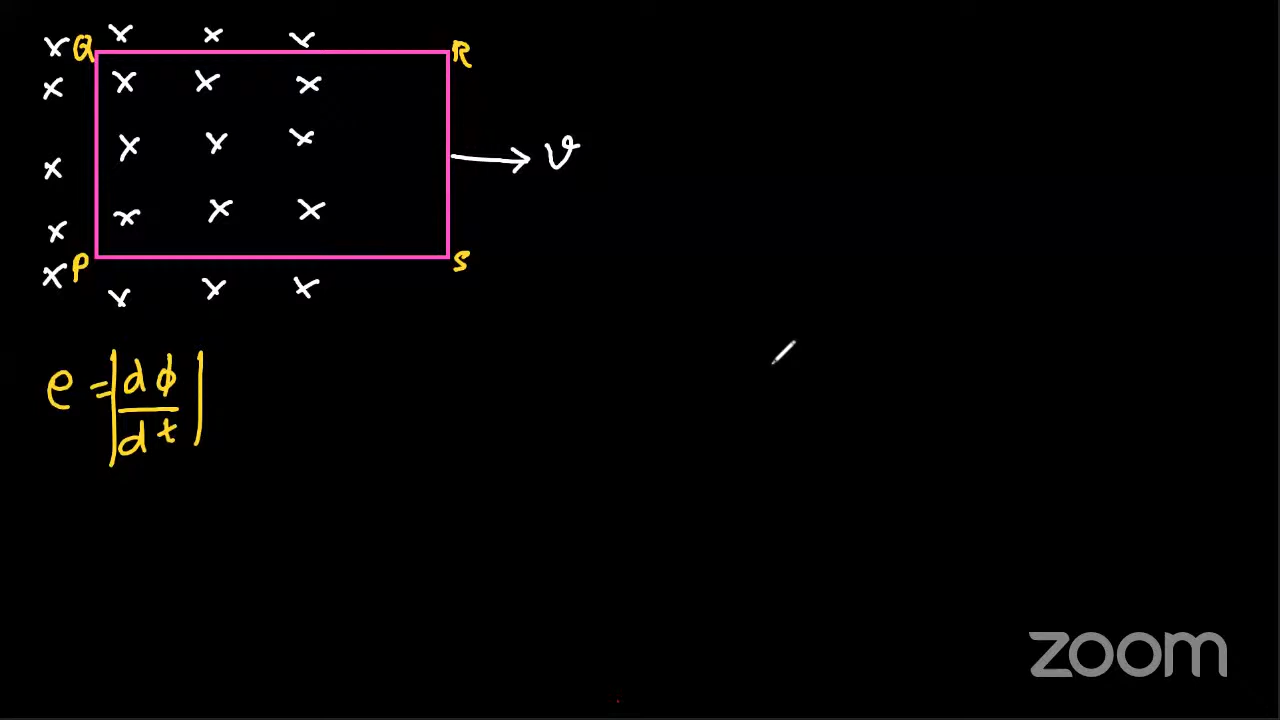 x Q x x x R
x x x x
x x x x → v
x x x x
x P x x x S
e = |dφ/dt|
zoom